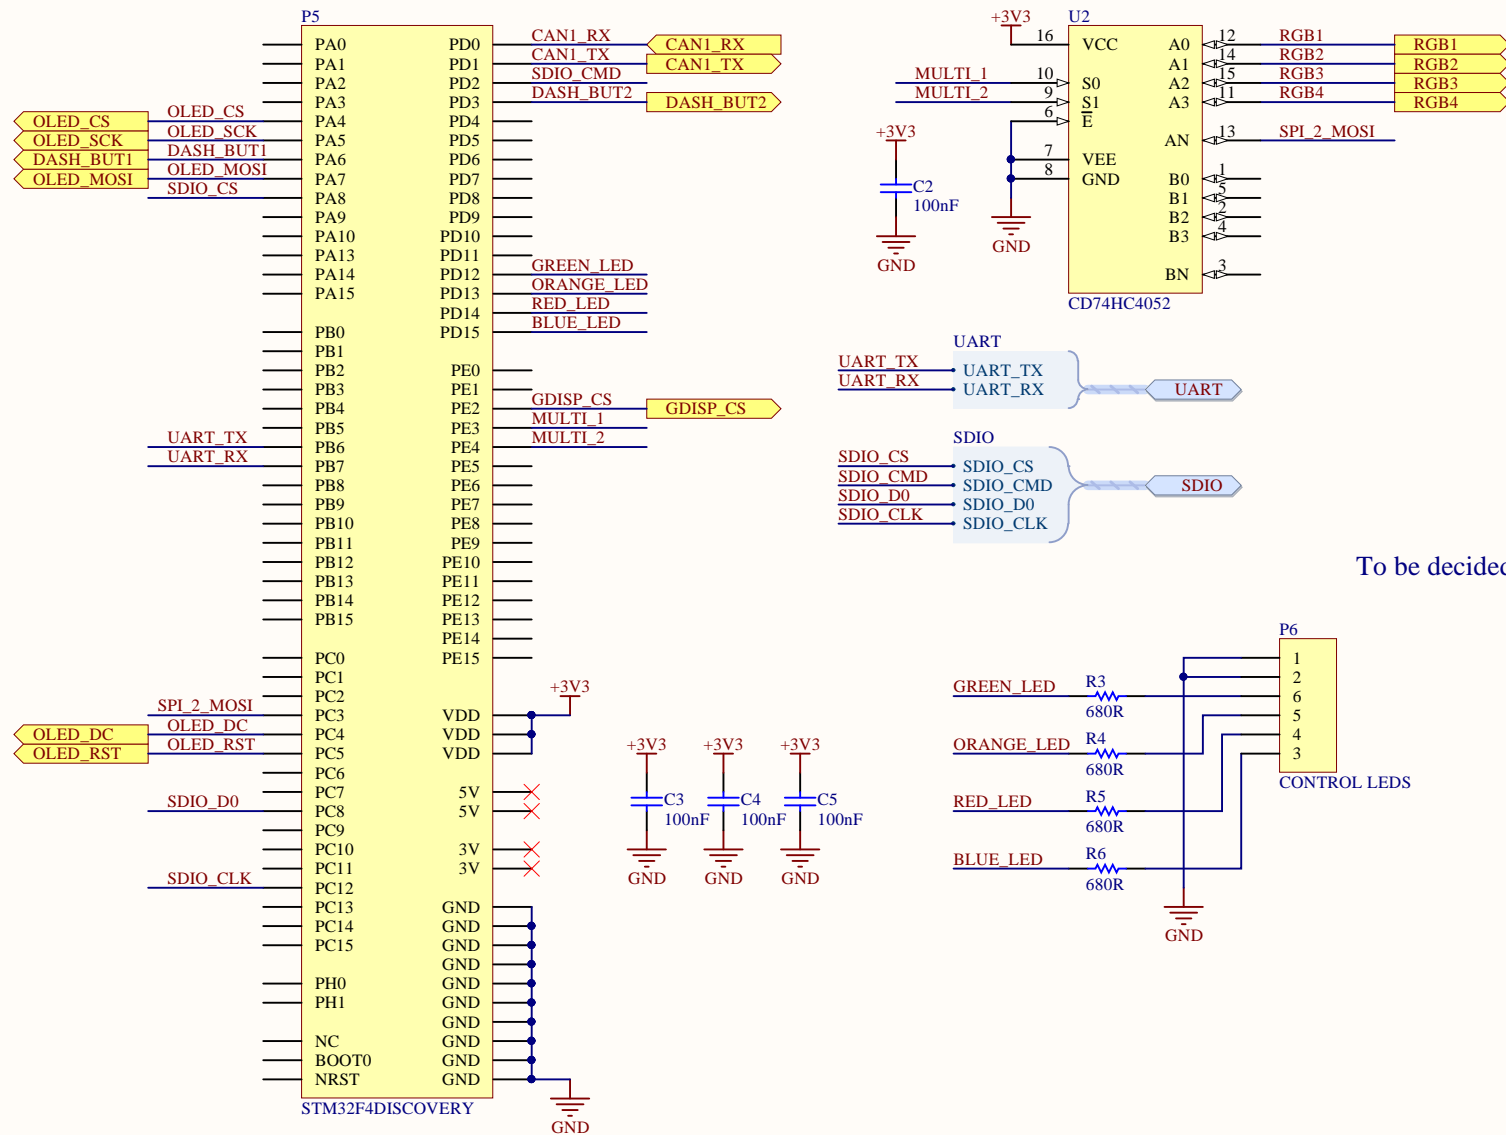 P5
PA0
PA1
PA2
PA3
OLED_CS OLED_CS PA4
OLED_SCK OLED_SCK PA5
DASH_BUT1 DASH_BUT1 PA6
OLED_MOSI OLED_MOSI PA7
SDIO_CS PA8
PA9
PA10
PA13
PA14
PA15
PB0
PB1
PB2
PB3
PB4
PB5
UART_TX PB6
UART_RX PB7
PB8
PB9
PB10
PB11
PB12
PB13
PB14
PB15
PC0
PC1
PC2
SPI_2_MOSI PC3
OLED_DC OLED_DC PC4
OLED_RST OLED_RST PC5
PC6
PC7
SDIO_D0 PC8
PC9
PC10
PC11
SDIO_CLK PC12
PC13
PC14
PC15
PH0
PH1
NC
BOOT0
NRST
PD0 CAN1_RX CAN1_RX
PD1 CAN1_TX CAN1_TX
PD2 SDIO_CMD
PD3 DASH_BUT2 DASH_BUT2
PD4
PD5
PD6
PD7
PD8
PD9
PD10
PD11
PD12 GREEN_LED
PD13 ORANGE_LED
PD14 RED_LED
PD15 BLUE_LED
PE0
PE1
PE2 GDISP_CS GDISP_CS
PE3 MULTI_1
PE4 MULTI_2
PE5
PE6
PE7
PE8
PE9
PE10
PE11
PE12
PE13
PE14
PE15
+3V3
VDD
VDD
VDD
5V
5V
3V
3V
GND
GND
GND
GND
GND
GND
GND
GND
GND
GND
GND
STM32F4DISCOVERY
+3V3 +3V3 +3V3
C3 C4 C5
100nF 100nF 100nF
GND GND GND
U2
+3V3
16 VCC
MULTI_1 10 S0
MULTI_2 9 S1
6 E
7 VEE
8 GND
GND
+3V3
C2
100nF
GND
A0 12 RGB1 RGB1
A1 14 RGB2 RGB2
A2 15 RGB3 RGB3
A3 11 RGB4 RGB4
AN 13 SPI_2_MOSI
B0 1
B1 5
B2 2
B3 4
BN 3
CD74HC4052
UART
UART_TX UART_TX
UART_RX UART_RX
UART
SDIO
SDIO_CS SDIO_CS
SDIO_CMD SDIO_CMD
SDIO_D0 SDIO_D0
SDIO_CLK SDIO_CLK
SDIO
To be decided
P6
1
2
6
5
4
3
CONTROL LEDS
GREEN_LED R3
680R
ORANGE_LED R4
680R
RED_LED R5
680R
BLUE_LED R6
680R
GND